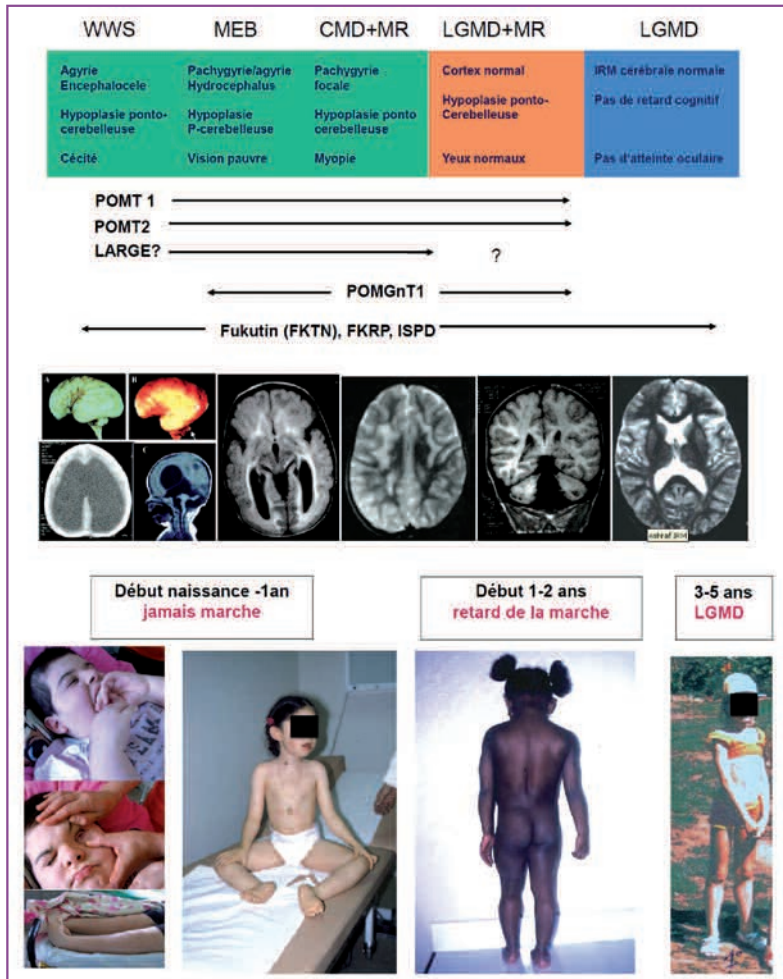 WWS MEB CMD+MR LGMD+MR LGMD
Agyrie
Encephalocele
Hypoplasie ponto-
cerebelleuse
Cécité
Pachygyrie/agyrie
Hydrocephalus
Hypoplasie
P-cerebelleuse
Vision pauvre
Pachygyrie
focale
Hypoplasie ponto
cerebelleuse
Myopie
Cortex normal
Hypoplasie ponto-
Cerebelleuse
Yeux normaux
IRM cérébrale normale
Pas de retard cognitif
Pas d'atteinte oculaire
POMT 1
POMT2
LARGE? ?
POMGnT1
Fukutin (FKTN), FKRP, ISPD
A B
C
ashraf IRM
Début naissance -1an
jamais marche
Début 1-2 ans
retard de la marche
3-5 ans
LGMD